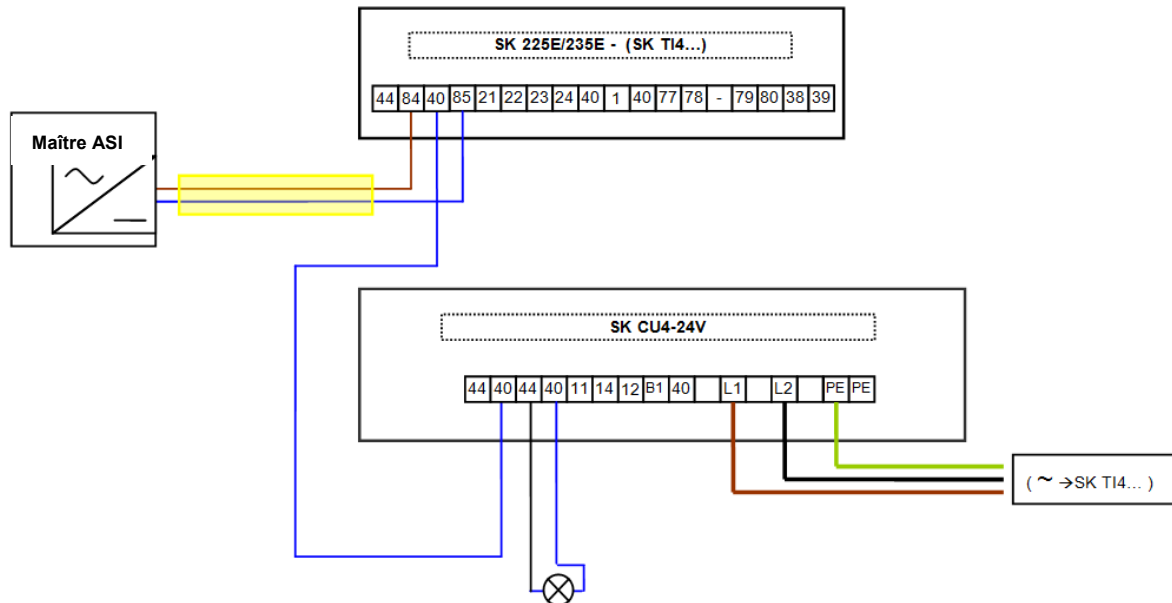 SK 225E/235E - (SK TI4...)
44 84 40 85 21 22 23 24 40 1 40 77 78 - 79 80 38 39
Maître ASI
SK CU4-24V
44 40 44 40 11 14 12 B1 40 L1 L2 PE PE
( ~ →SK TI4... )